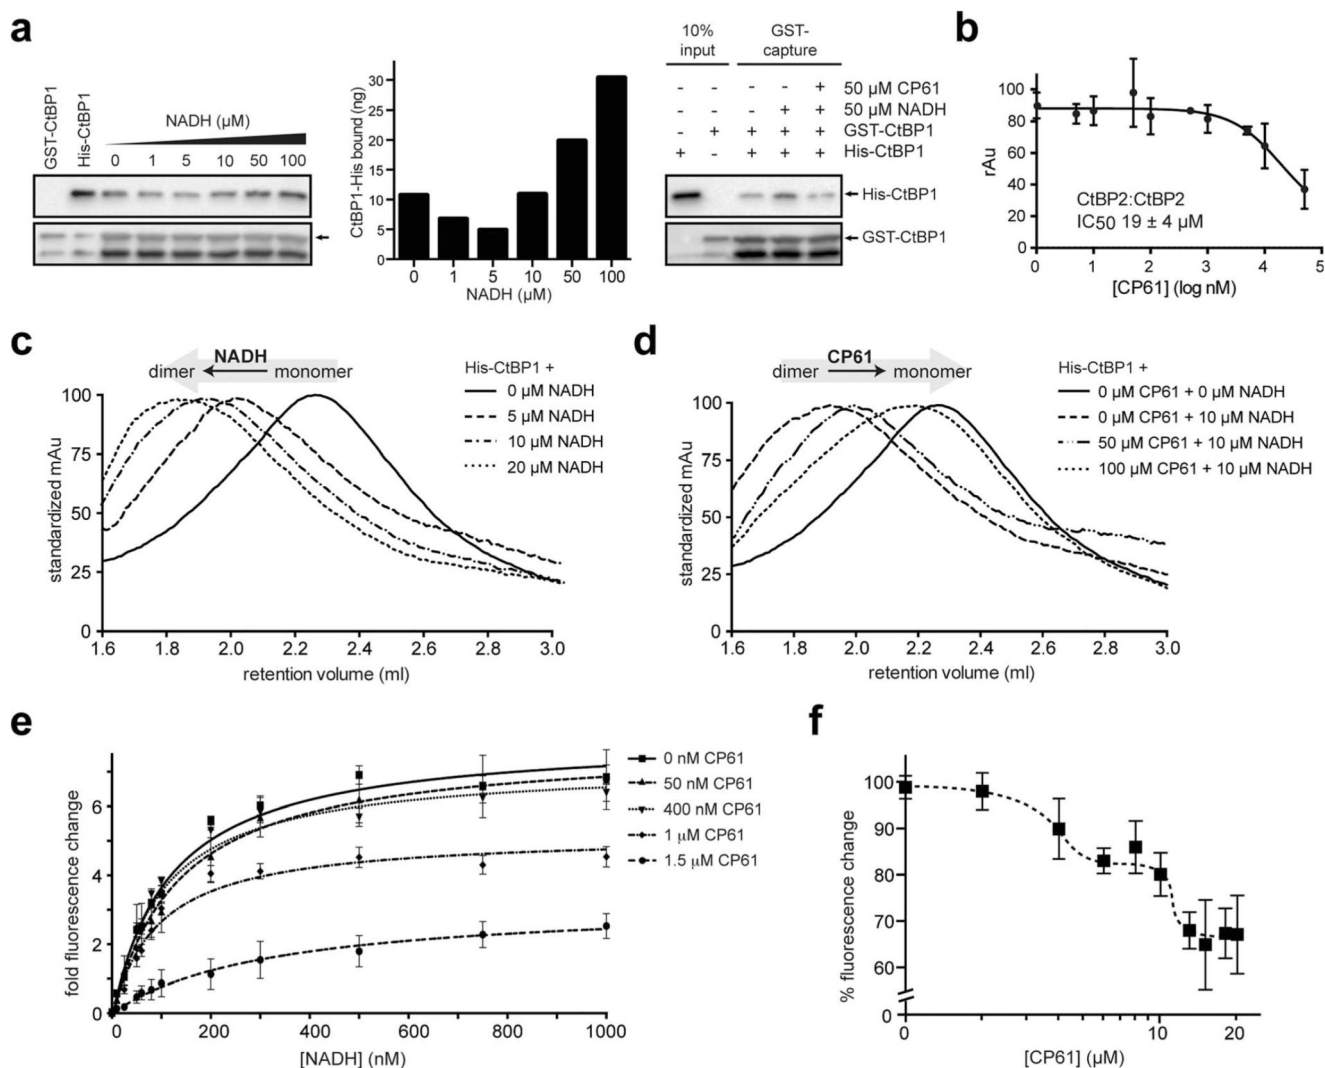 a
GST-CtBP1
His-CtBP1
NADH (µM)
0 1 5 10 50 100
CtBP1-His bound (ng)
30
25
20
15
10
5
0
0 1 5 10 50 100
NADH (µM)
10% input
GST-capture
- - - - + 50 µM CP61
- - - + + 50 µM NADH
- + + + + GST-CtBP1
+ - + + + His-CtBP1
His-CtBP1
GST-CtBP1
b
rAu
100
80
60
40
20
0
CtBP2:CtBP2
IC50 19 ± 4 µM
0 1 2 3 4 5
[CP61] (log nM)
c
NADH
dimer monomer
His-CtBP1 +
0 µM NADH
5 µM NADH
10 µM NADH
20 µM NADH
standardized mAu
100
75
50
25
0
1.6 1.8 2.0 2.2 2.4 2.6 2.8 3.0
retention volume (ml)
d
CP61
dimer monomer
His-CtBP1 +
0 µM CP61 + 0 µM NADH
0 µM CP61 + 10 µM NADH
50 µM CP61 + 10 µM NADH
100 µM CP61 + 10 µM NADH
standardized mAu
100
75
50
25
0
1.6 1.8 2.0 2.2 2.4 2.6 2.8 3.0
retention volume (ml)
e
fold fluorescence change
6
4
2
0
0 200 400 600 800 1000
[NADH] (nM)
0 nM CP61
50 nM CP61
400 nM CP61
1 µM CP61
1.5 µM CP61
f
% fluorescence change
100
90
80
70
60
0
0 10 20
[CP61] (µM)